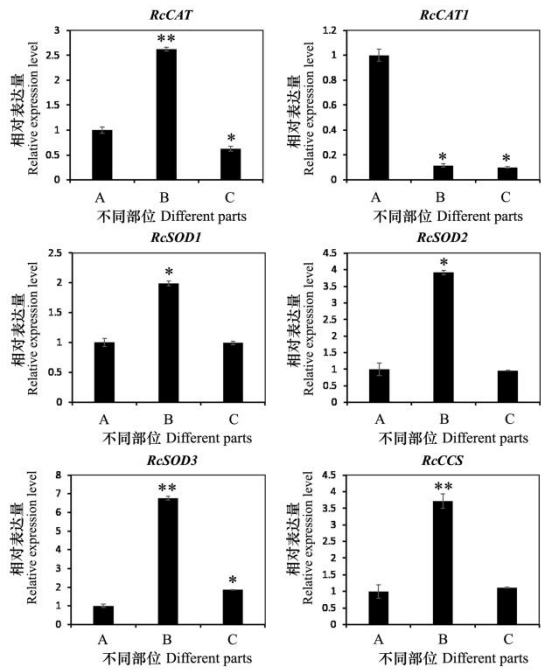 RcCAT
相对表达量
Relative expression level
3
2.5
2
1.5
1
0.5
0
**
*
A B C
不同部位 Different parts
RcCAT1
相对表达量
Relative expression level
1.2
1
0.8
0.6
0.4
0.2
0
* *
A B C
不同部位 Different parts
RcSOD1
相对表达量
Relative expression level
2.5
2
1.5
1
0.5
0
*
A B C
不同部位 Different parts
RcSOD2
相对表达量
Relative expression level
4.5
4
3.5
3
2.5
2
1.5
1
0.5
0
*
A B C
不同部位 Different parts
RcSOD3
相对表达量
Relative expression level
8
7
6
5
4
3
2
1
0
**
*
A B C
不同部位 Different parts
RcCCS
相对表达量
Relative expression level
4.5
4
3.5
3
2.5
2
1.5
1
0.5
0
**
A B C
不同部位 Different parts